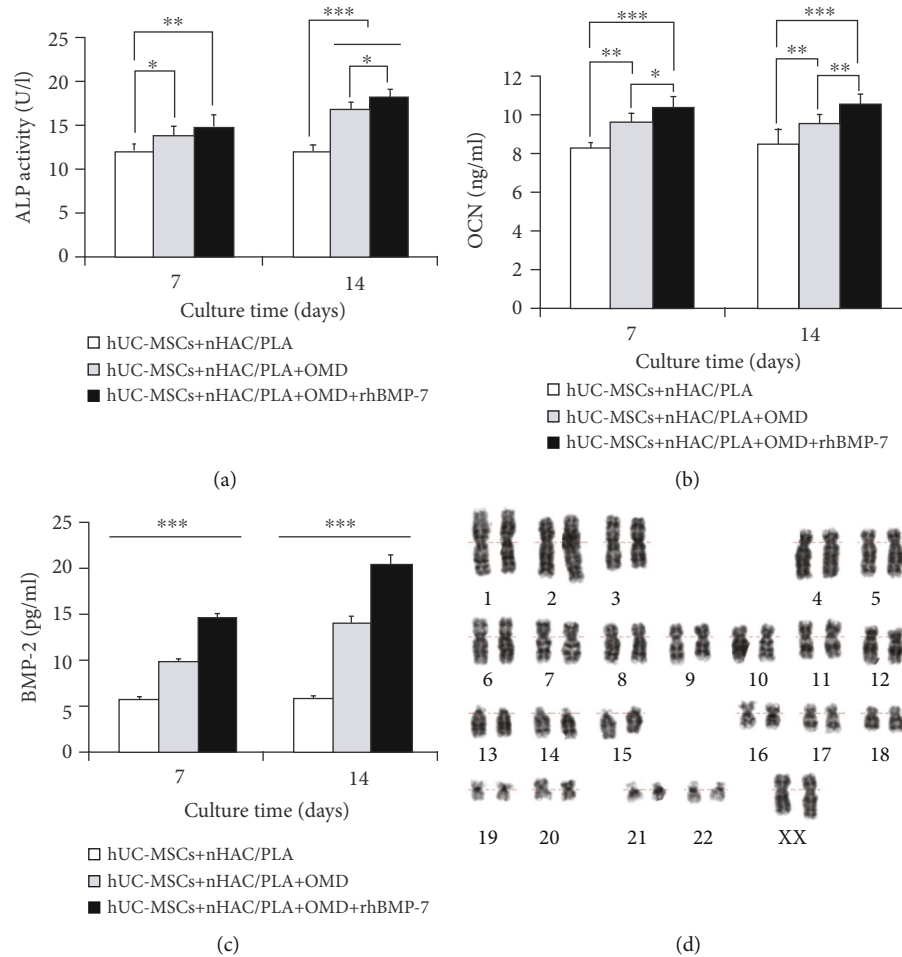 **
***
*
*
ALP activity (U/l)
25
20
15
10
5
0
7
14
Culture time (days)
hUC-MSCs+nHAC/PLA
hUC-MSCs+nHAC/PLA+OMD
hUC-MSCs+nHAC/PLA+OMD+rhBMP-7
(a)
***
***
**
**
*
**
OCN (ng/ml)
12
10
8
6
4
2
0
7
14
Culture time (days)
hUC-MSCs+nHAC/PLA
hUC-MSCs+nHAC/PLA+OMD
hUC-MSCs+nHAC/PLA+OMD+rhBMP-7
(b)
***
***
BMP-2 (pg/ml)
25
20
15
10
5
0
7
14
Culture time (days)
hUC-MSCs+nHAC/PLA
hUC-MSCs+nHAC/PLA+OMD
hUC-MSCs+nHAC/PLA+OMD+rhBMP-7
(c)
1 2 3 4 5
6 7 8 9 10 11 12
13 14 15 16 17 18
19 20 21 22 XX
(d)